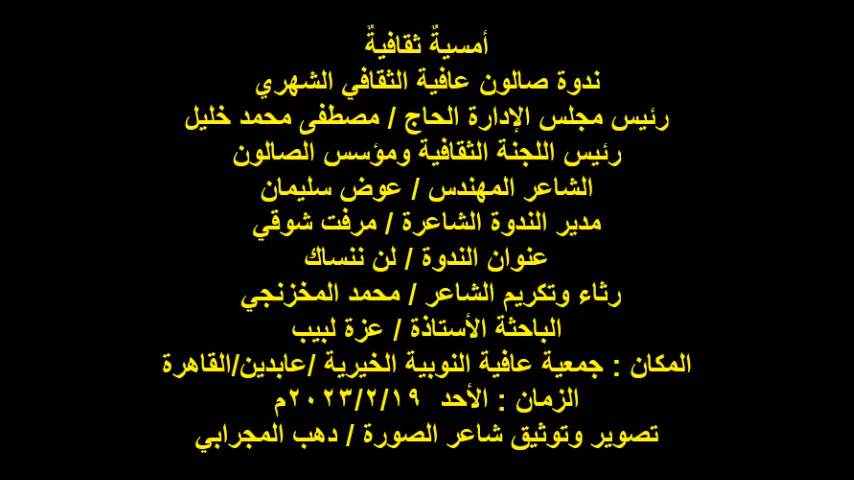 أمسيةٌ ثقافيةٌ
ندوة صالون عافية الثقافي الشهري
رئيس مجلس الإدارة الحاج / مصطفى محمد خليل
رئيس اللجنة الثقافية ومؤسس الصالون
الشاعر المهندس / عوض سليمان
مدير الندوة الشاعرة / مرفت شوقي
عنوان الندوة / لن ننساك
رثاء وتكريم الشاعر / محمد المخزنجي
الباحثة الأستاذة / عزة لبيب
المكان : جمعية عافية النوبية الخيرية /عابدين/القاهرة
الزمان : الأحد ٢٠٢٣/٢/١٩م
تصوير وتوثيق شاعر الصورة / دهب المجرابي